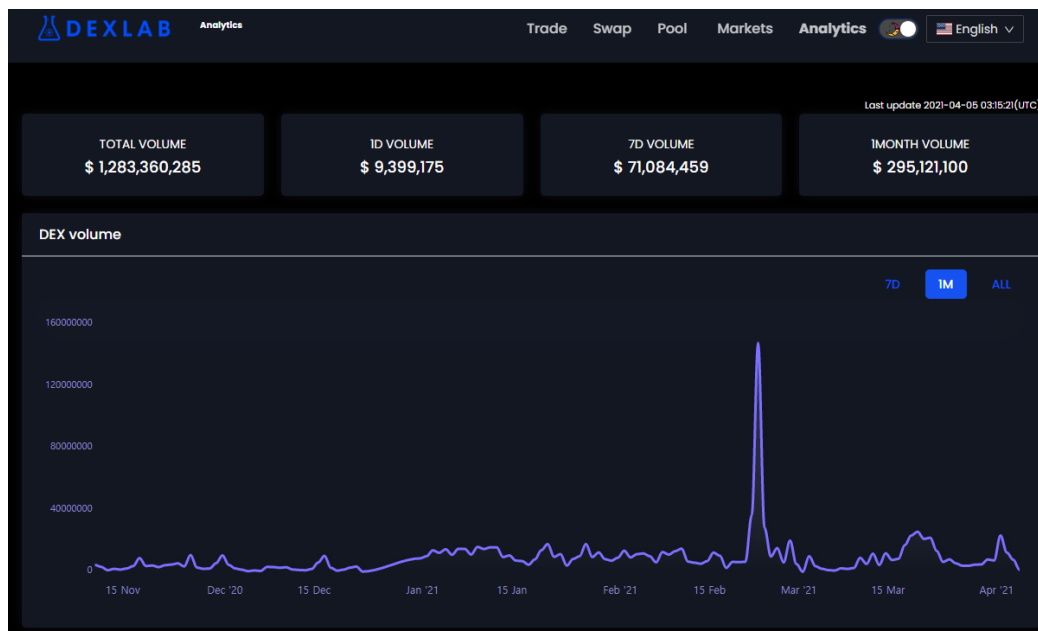 DEXLAB Analytics Trade Swap Pool Markets Analytics English
Last update 2021-04-05 03:15:21(UTC)
TOTAL VOLUME 1D VOLUME 7D VOLUME 1MONTH VOLUME
$ 1,283,360,285 $ 9,399,175 $ 71,084,459 $ 295,121,100
DEX volume
7D 1M ALL
160000000
120000000
80000000
40000000
0
15 Nov Dec '20 15 Dec Jan '21 15 Jan Feb '21 15 Feb Mar '21 15 Mar Apr '21